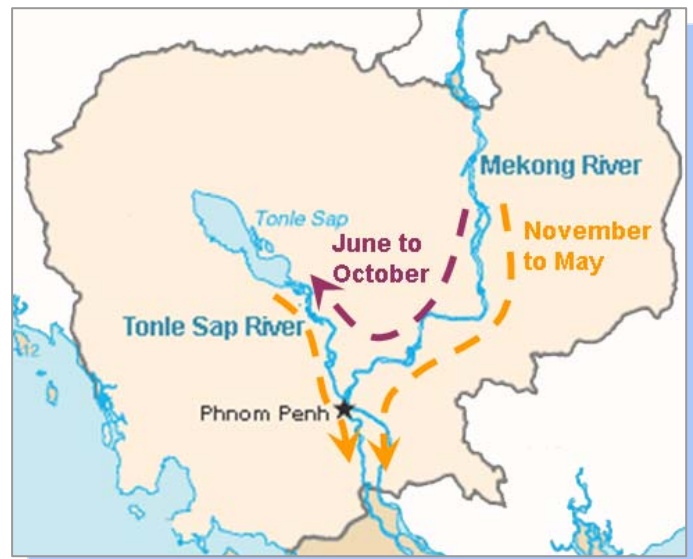 Mekong River
Tonle Sap
June to
October
November
to May
Tonle Sap River
12
Phnom Penh